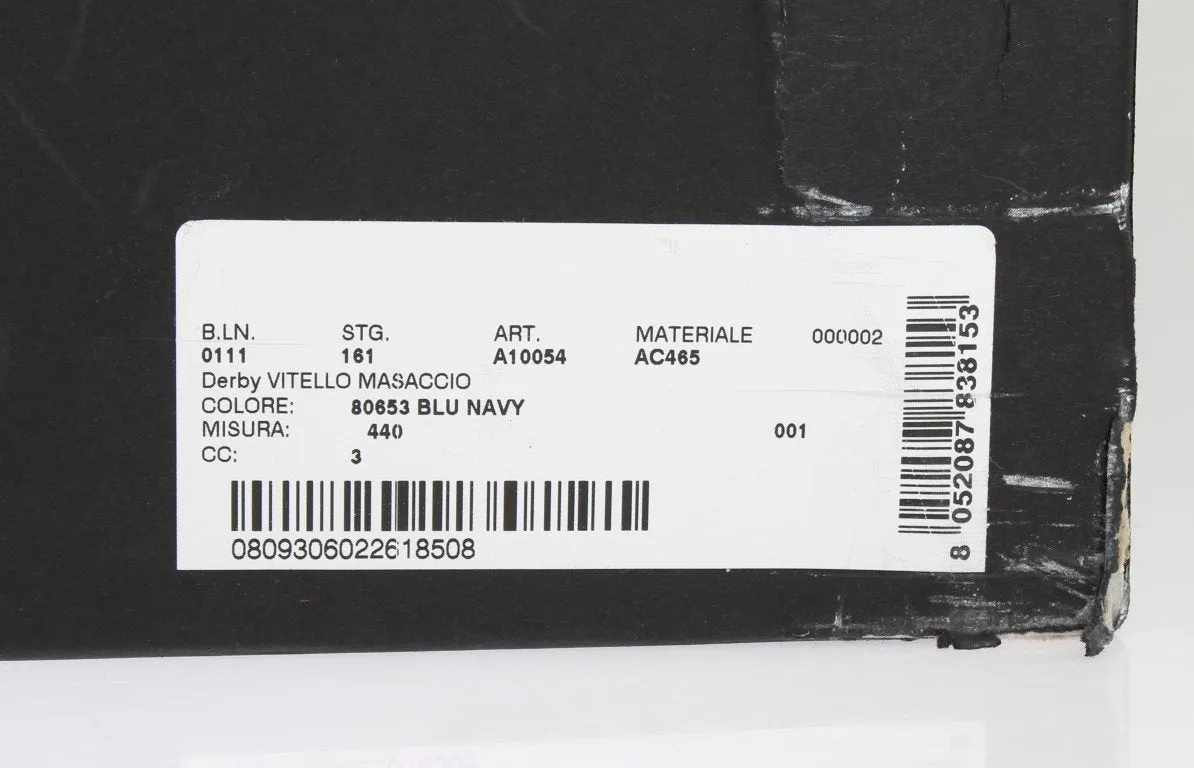 B.LN. STG. ART. MATERIALE 000002
0111 161 A10054 AC465
Derby VITELLO MASACCIO
COLORE: 80653 BLU NAVY
MISURA: 440 001
CC: 3
0809306022618508
8 052087 838153